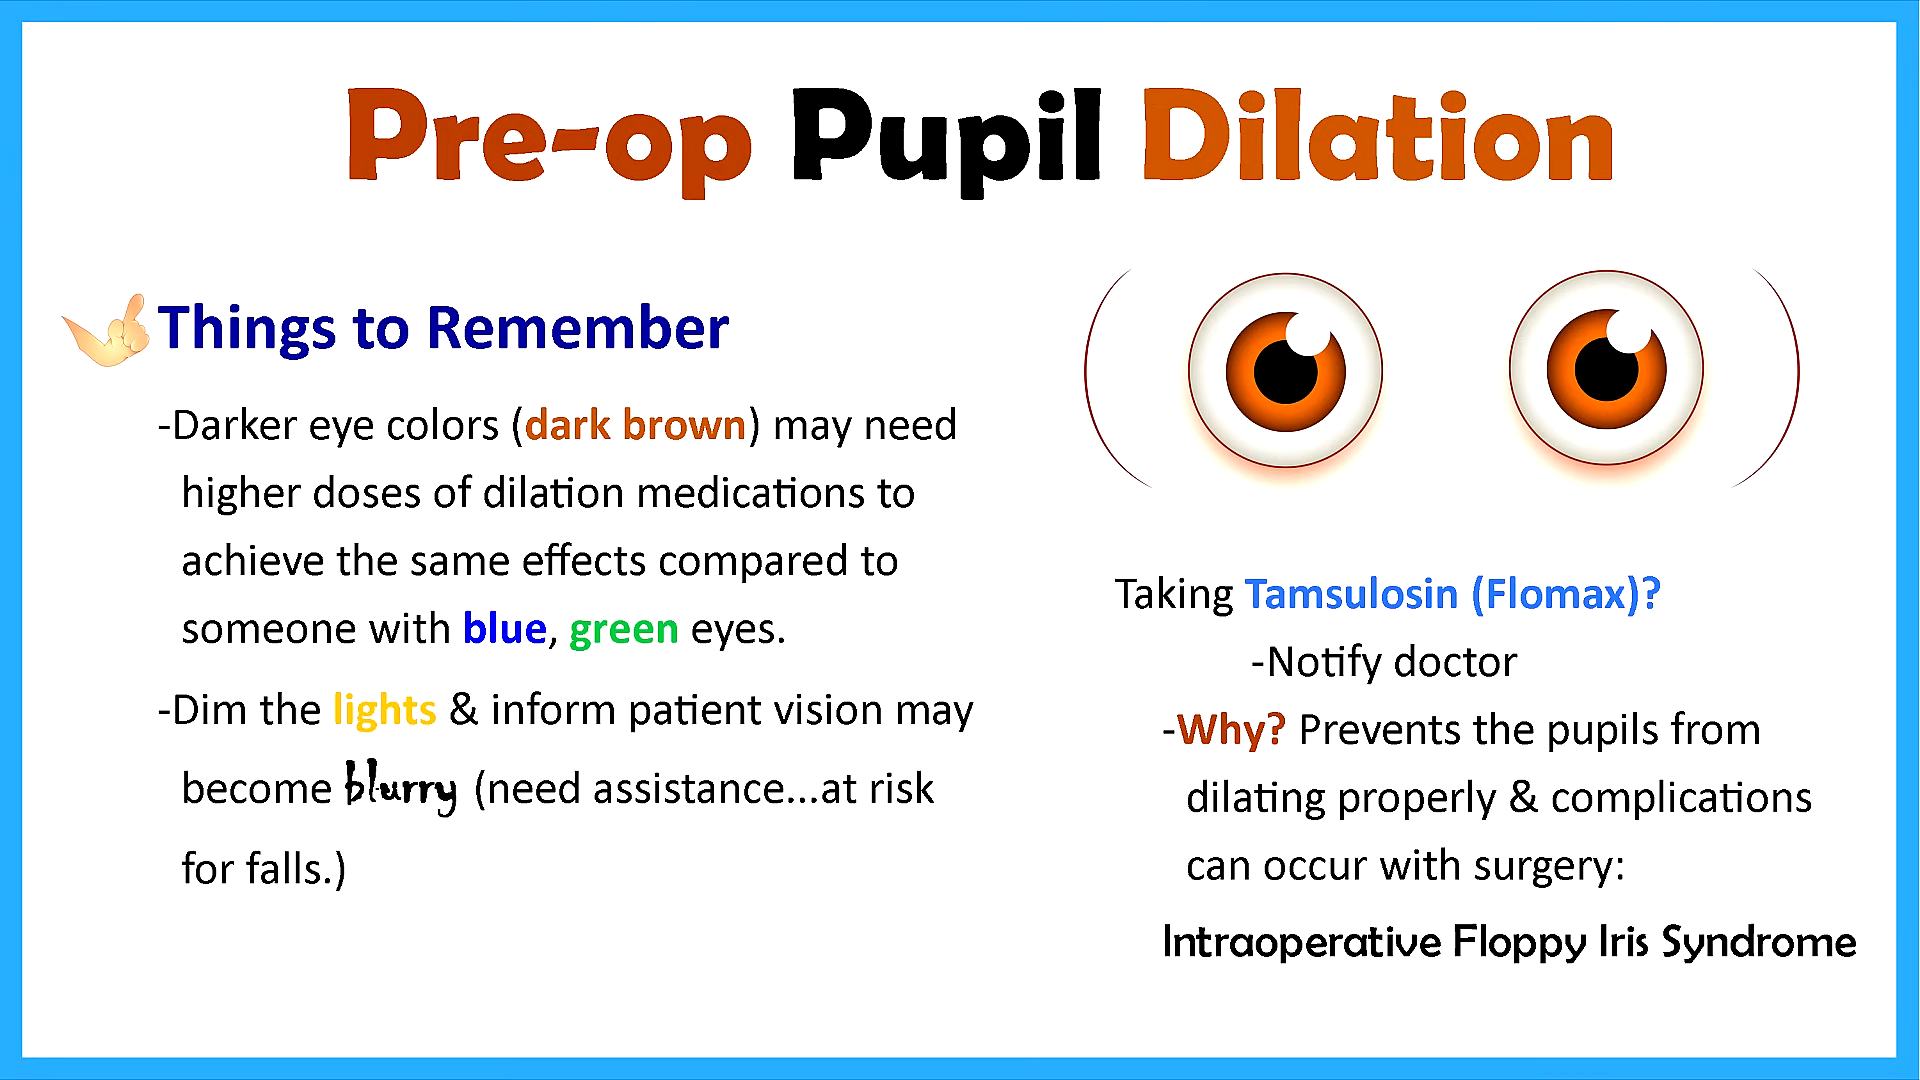 Pre-op Pupil Dilation
Things to Remember
-Darker eye colors (dark brown) may need
higher doses of dilation medications to
achieve the same effects compared to
someone with blue, green eyes.
-Dim the lights & inform patient vision may
become blurry (need assistance...at risk
for falls.)
Taking Tamsulosin (Flomax)?
-Notify doctor
-Why? Prevents the pupils from
dilating properly & complications
can occur with surgery:
Intraoperative Floppy Iris Syndrome